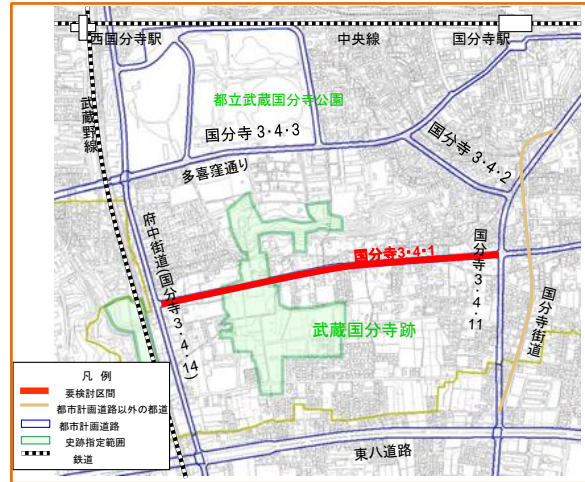 西国分寺駅
中央線
国分寺駅
武蔵野線
都立武蔵国分寺公園
国分寺3・4・3
国分寺3・4・2
多喜窪通り
府中街道(国分寺3・4・14)
国分寺3・4・1
国分寺3・4・11
国分寺街道
武蔵国分寺跡
凡 例
要検討区間
都市計画道路以外の都道
都市計画道路
史跡指定範囲
鉄道
東八道路